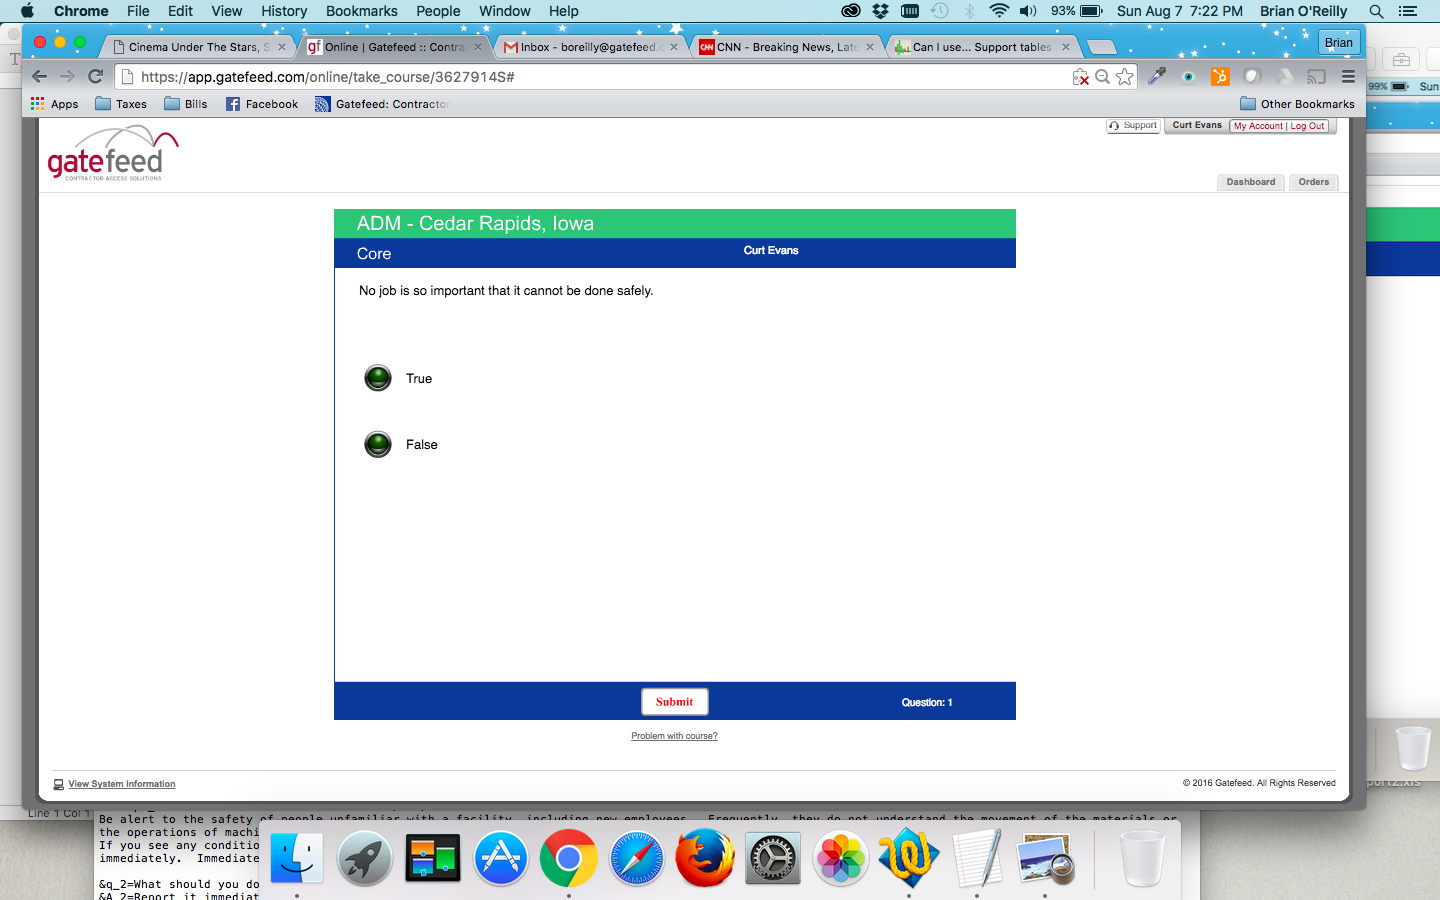 Chrome File Edit View History Bookmarks People Window Help 93% Sun Aug 7 7:22 PM Brian O'Reilly
Cinema Under The Stars, S
Online | Gatefeed :: Contra
Inbox - boreilly@gatefeed.c
CNN - Breaking News, Late
Can I use... Support tables
Brian
https://app.gatefeed.com/online/take_course/3627914S#
99% Sun
Apps Taxes Bills Facebook Gatefeed: Contractor Other Bookmarks
Support Curt Evans My Account | Log Out
gatefeed
CONTRACTOR ACCESS SOLUTIONS
Dashboard Orders
ADM - Cedar Rapids, Iowa
Core Curt Evans
No job is so important that it cannot be done safely.
True
False
Submit Question: 1
Problem with course?
View System Information © 2016 Gatefeed. All Rights Reserved
Line 1 Col 1
Be alert to the safety of people unfamiliar with a facility, including new employees. Frequently, they do not understand the movement of the materials or
the operations of machi
If you see any conditio
immediately. Immediate
&q_2=What should you do
&A_2=Report it immediat